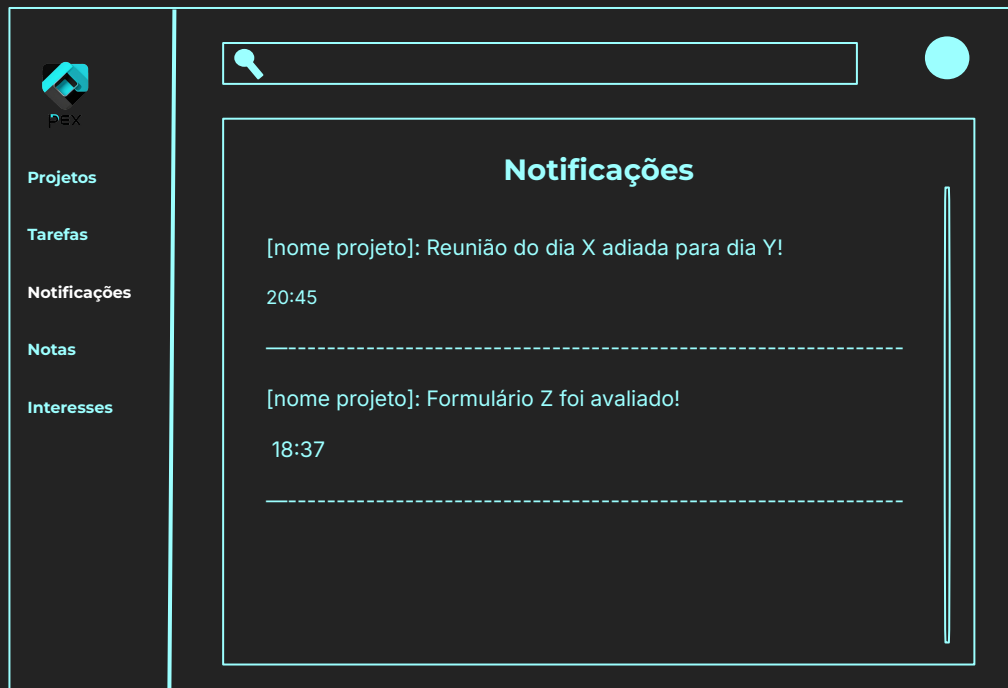 PEX
Projetos
Tarefas
Notificações
Notas
Interesses
Notificações
[nome projeto]: Reunião do dia X adiada para dia Y!
20:45
[nome projeto]: Formulário Z foi avaliado!
18:37